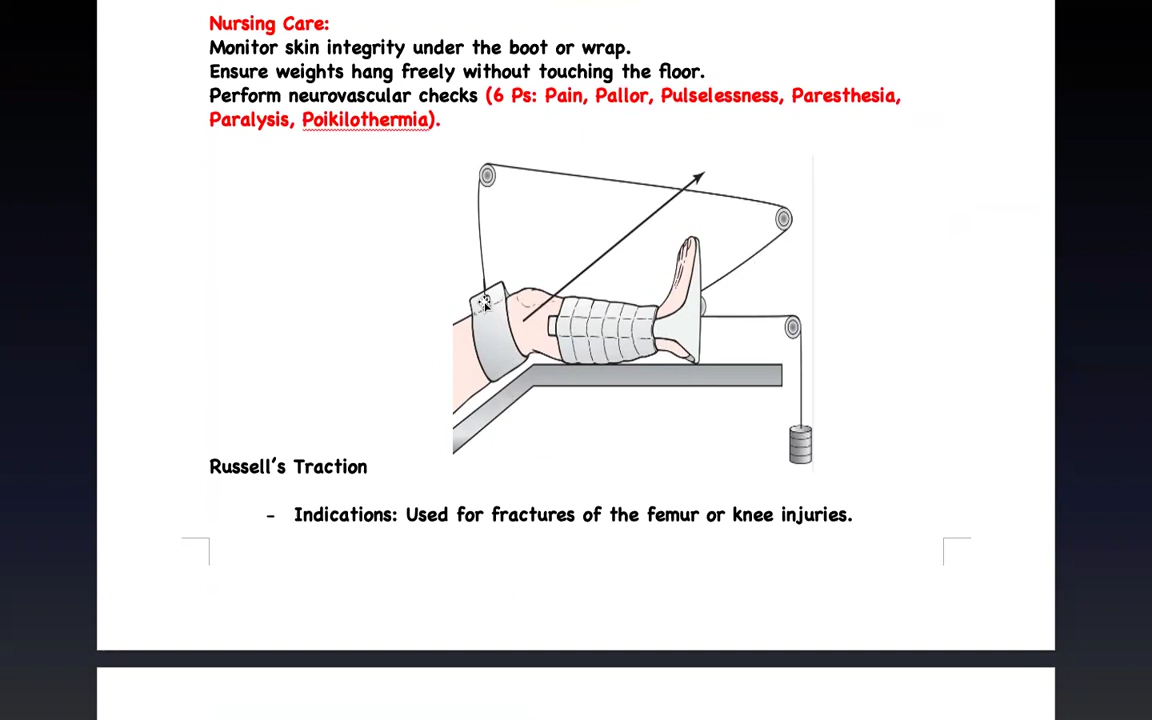 Nursing Care:
Monitor skin integrity under the boot or wrap.
Ensure weights hang freely without touching the floor.
Perform neurovascular checks (6 Ps: Pain, Pallor, Pulselessness, Paresthesia,
Paralysis, Poikilothermia).
Russell's Traction
- Indications: Used for fractures of the femur or knee injuries.